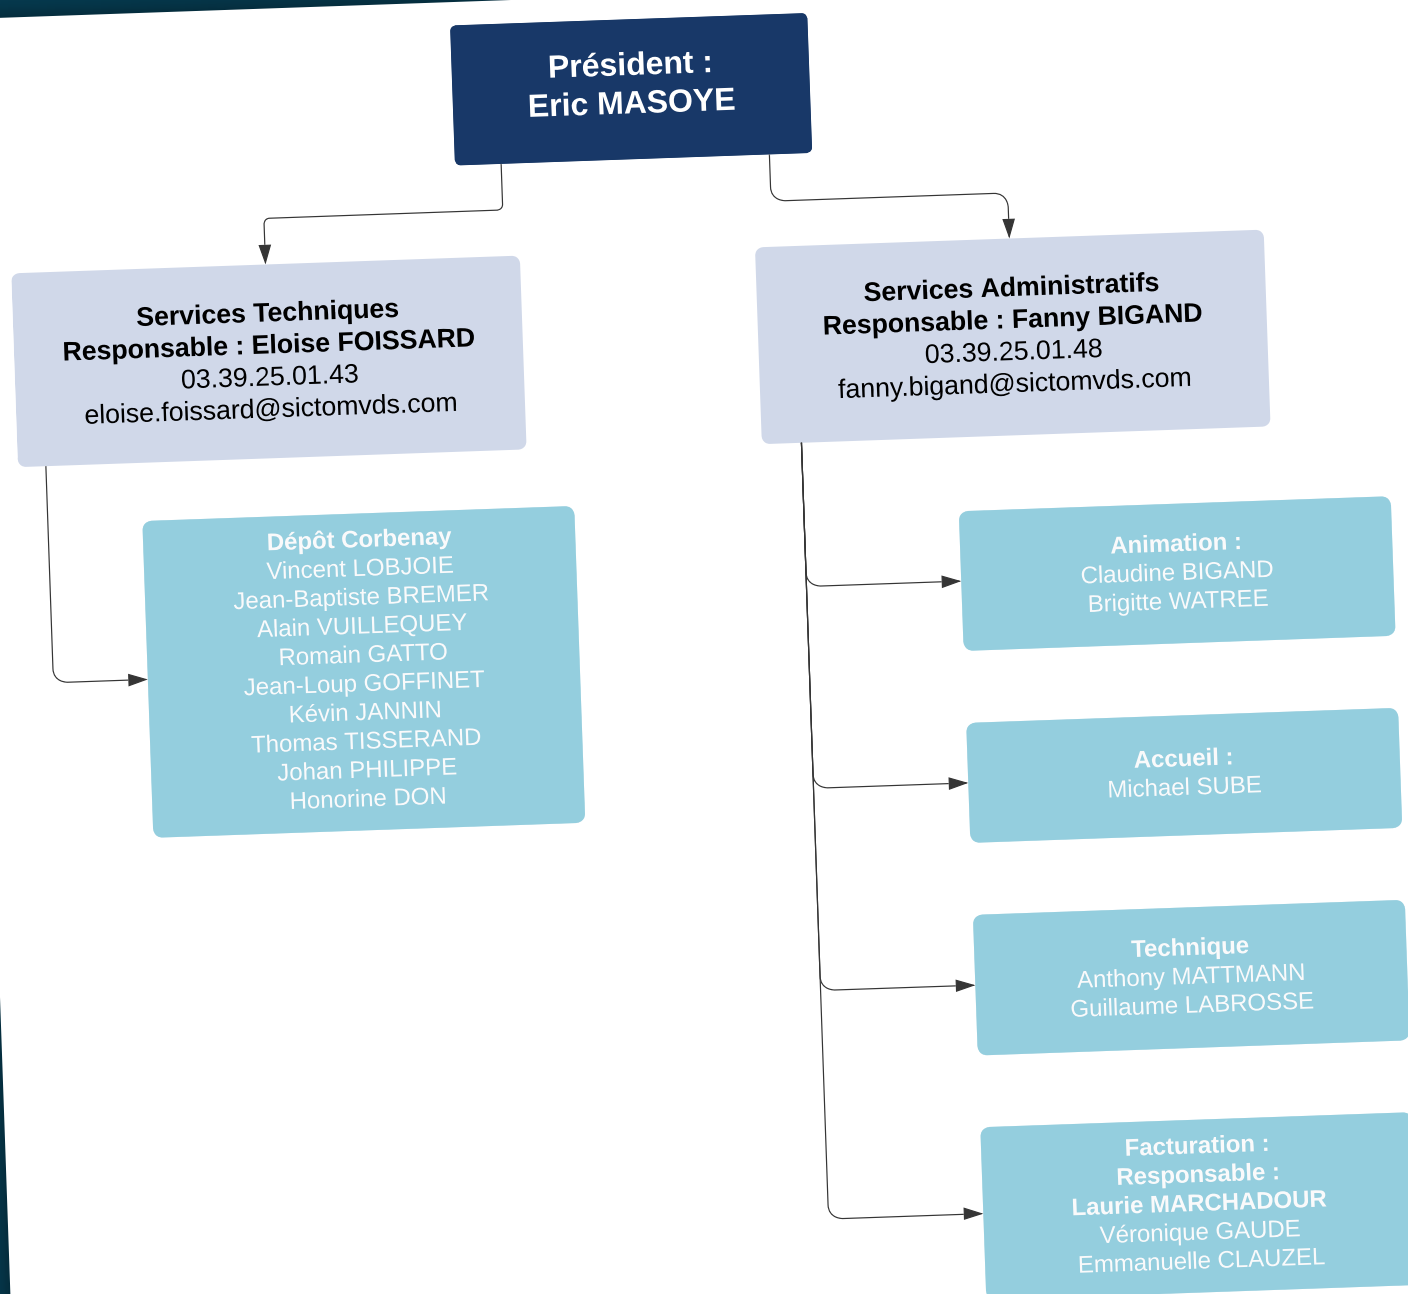 Président :
Eric MASOYE
Services Techniques
Responsable : Eloise FOISSARD
03.39.25.01.43
eloise.foissard@sictomvds.com
Services Administratifs
Responsable : Fanny BIGAND
03.39.25.01.48
fanny.bigand@sictomvds.com
Dépôt Corbenay
Vincent LOBJOIE
Jean-Baptiste BREMER
Alain VUILLEQUEY
Romain GATTO
Jean-Loup GOFFINET
Kévin JANNIN
Thomas TISSERAND
Johan PHILIPPE
Honorine DON
Animation :
Claudine BIGAND
Brigitte WATREE
Accueil :
Michael SUBE
Technique
Anthony MATTMANN
Guillaume LABROSSE
Facturation :
Responsable :
Laurie MARCHADOUR
Véronique GAUDE
Emmanuelle CLAUZEL